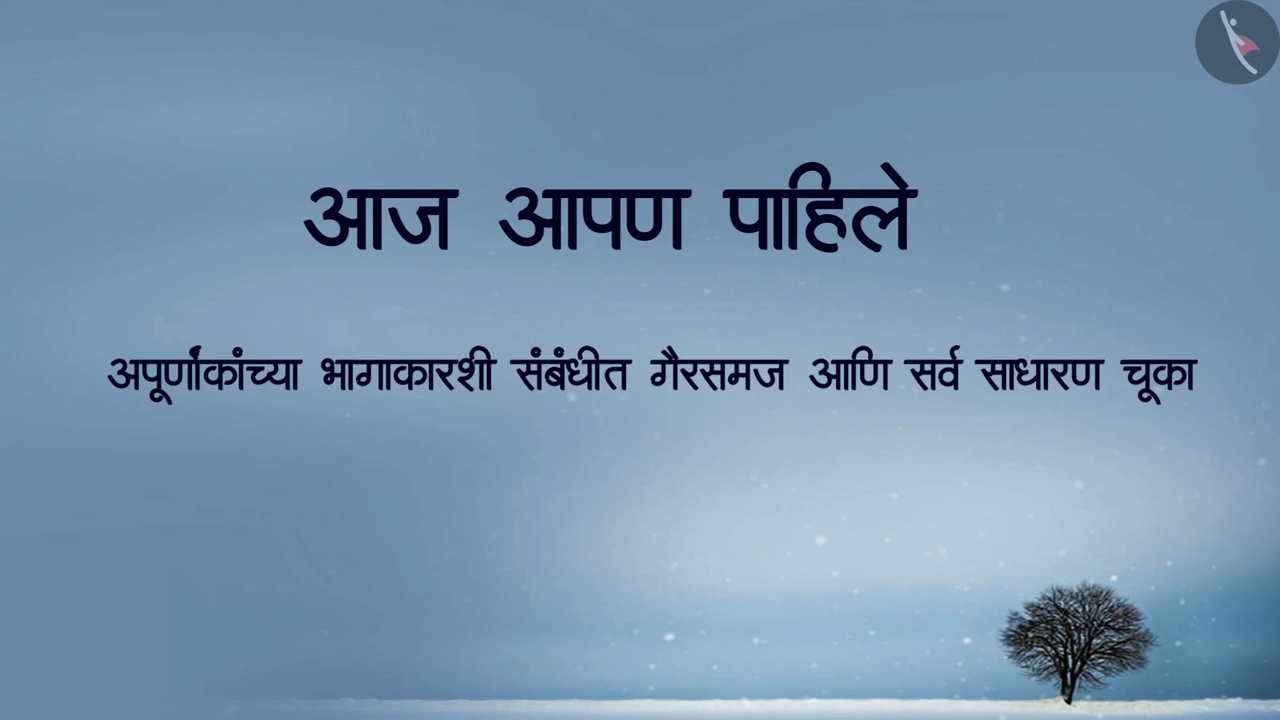 आज आपण पाहिले
अपूर्णांकांच्या भागाकारशी संबंधीत गैरसमज आणि सर्व साधारण चूका